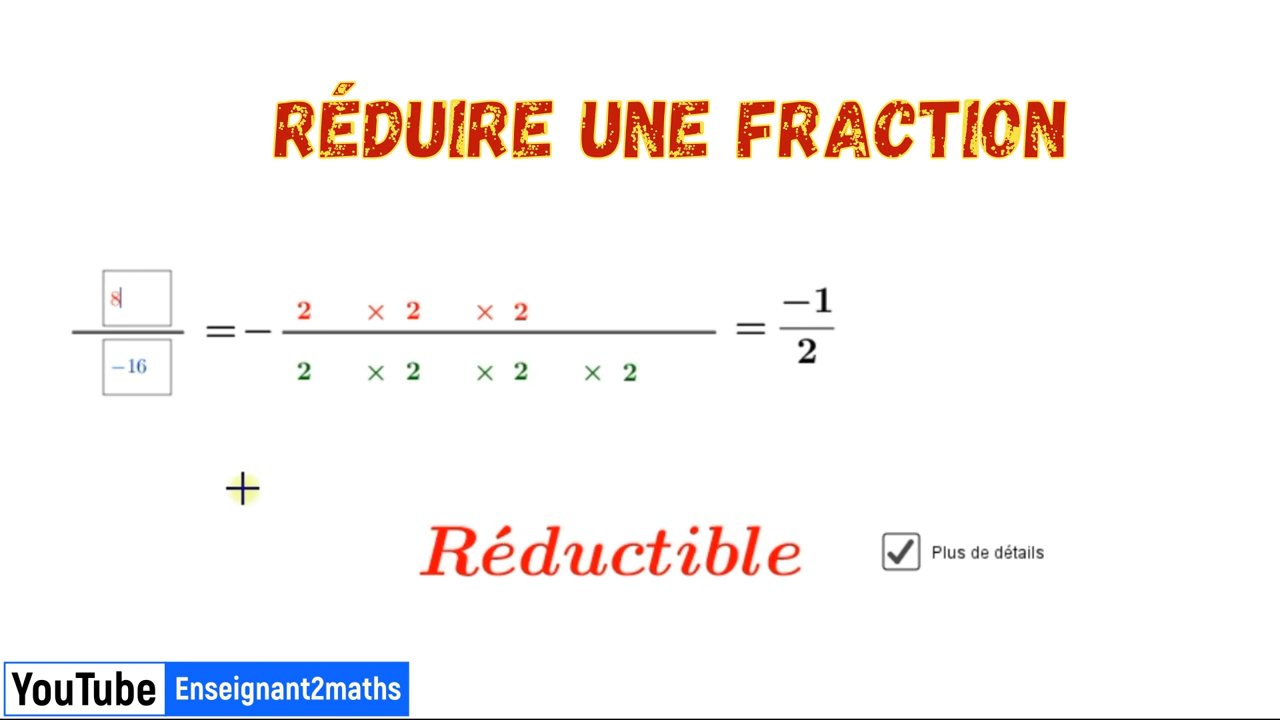 RÉDUIRE UNE FRACTION
8
2 × 2 × 2
= −
= −1
2
−16
2 × 2 × 2 × 2
Réductible
Plus de détails
YouTube Enseignant2maths